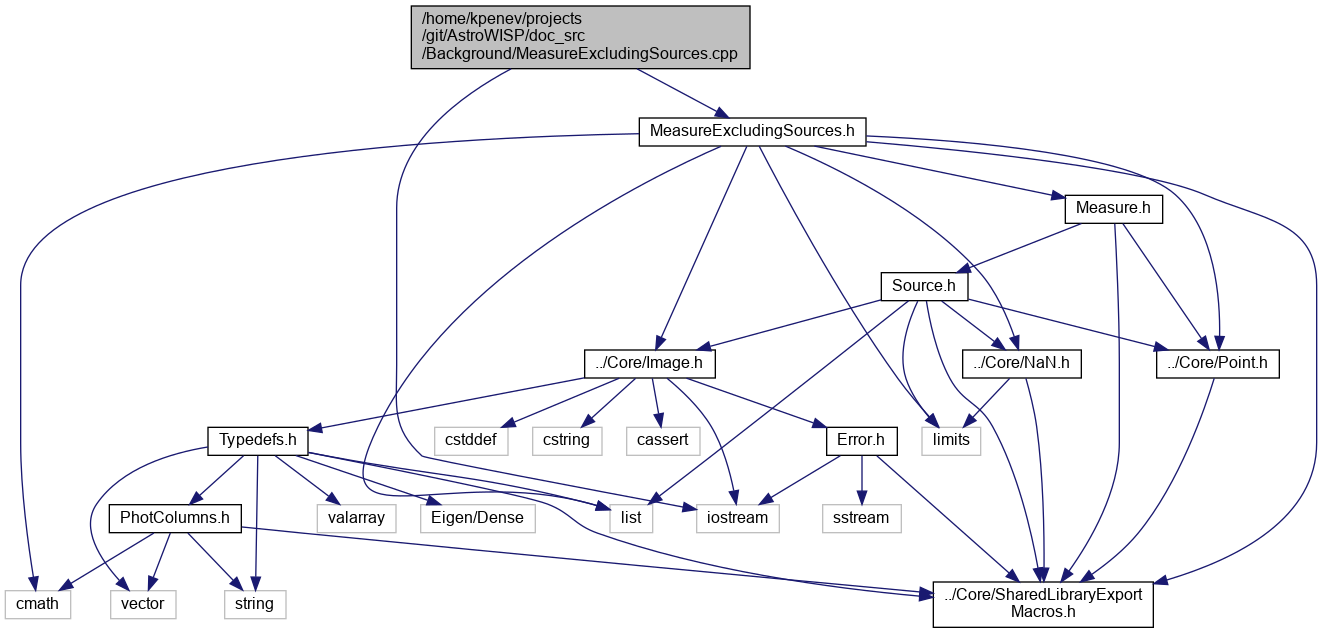 /home/kpenev/projects
/git/AstroWISP/doc_src
/Background/MeasureExcludingSources.cpp
MeasureExcludingSources.h
Measure.h
Source.h
../Core/Image.h
../Core/NaN.h
../Core/Point.h
Typedefs.h
cstddef
cstring
cassert
Error.h
limits
PhotColumns.h
valarray
Eigen/Dense
list
iostream
sstream
cmath
vector
string
../Core/SharedLibraryExport
Macros.h